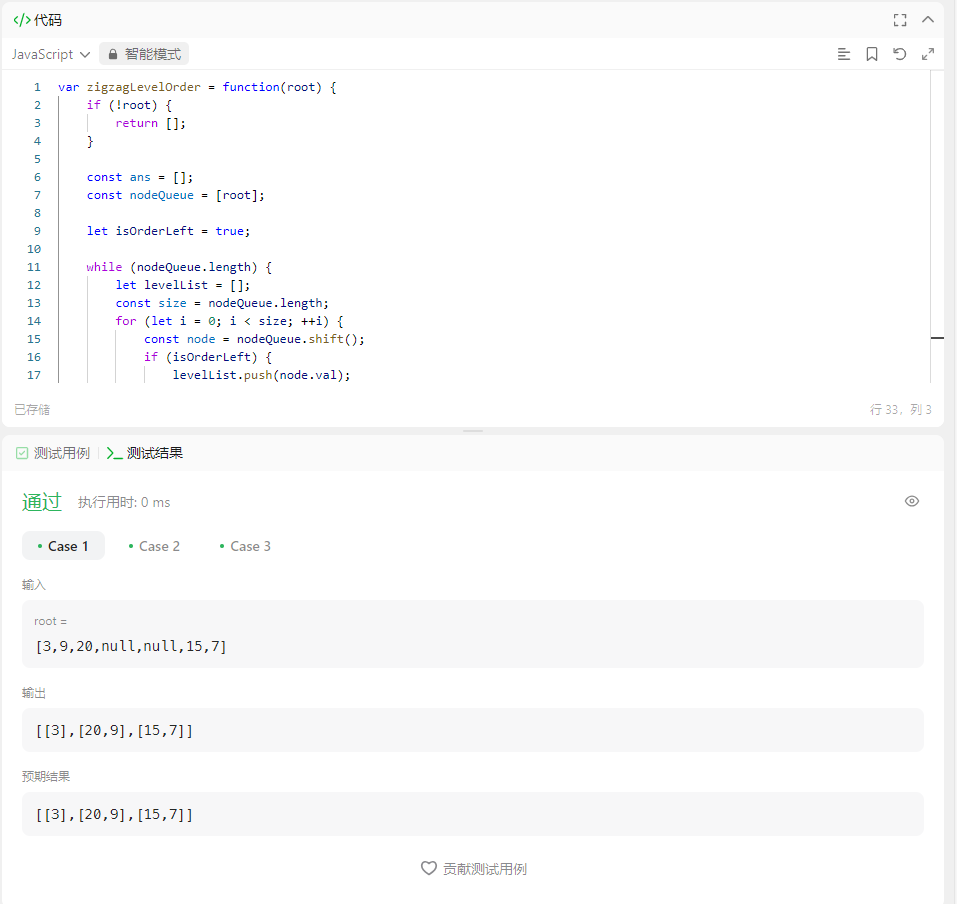 </> 代码
JavaScript 智能模式
1 var zigzagLevelOrder = function(root) {
2 if (!root) {
3 return [];
4 }
5
6 const ans = [];
7 const nodeQueue = [root];
8
9 let isOrderLeft = true;
10
11 while (nodeQueue.length) {
12 let levelList = [];
13 const size = nodeQueue.length;
14 for (let i = 0; i < size; ++i) {
15 const node = nodeQueue.shift();
16 if (isOrderLeft) {
17 levelList.push(node.val);
已存储 行 33, 列 3
测试用例 测试结果
通过 执行用时: 0 ms
• Case 1 • Case 2 • Case 3
输入
root =
[3,9,20,null,null,15,7]
输出
[[3],[20,9],[15,7]]
预期结果
[[3],[20,9],[15,7]]
贡献测试用例